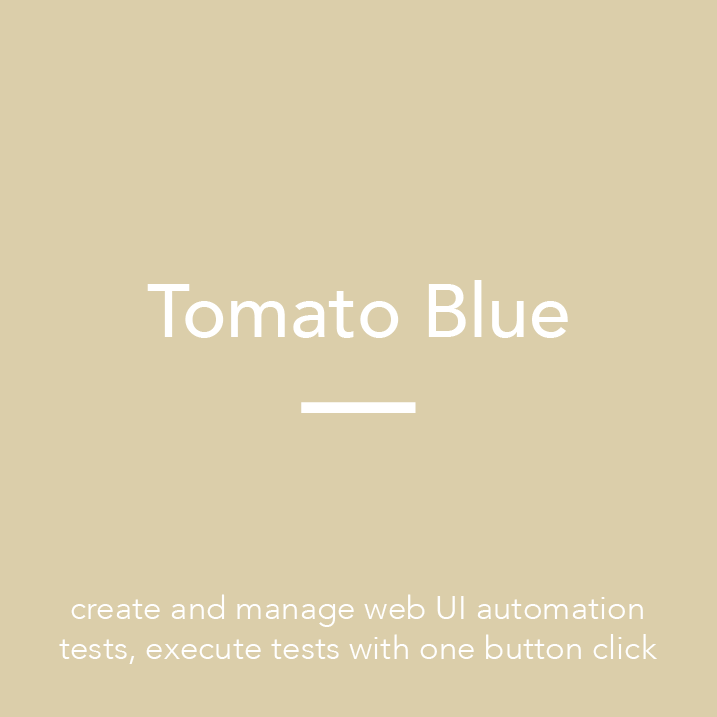 Tomato Blue
create and manage web UI automation
tests, execute tests with one button click